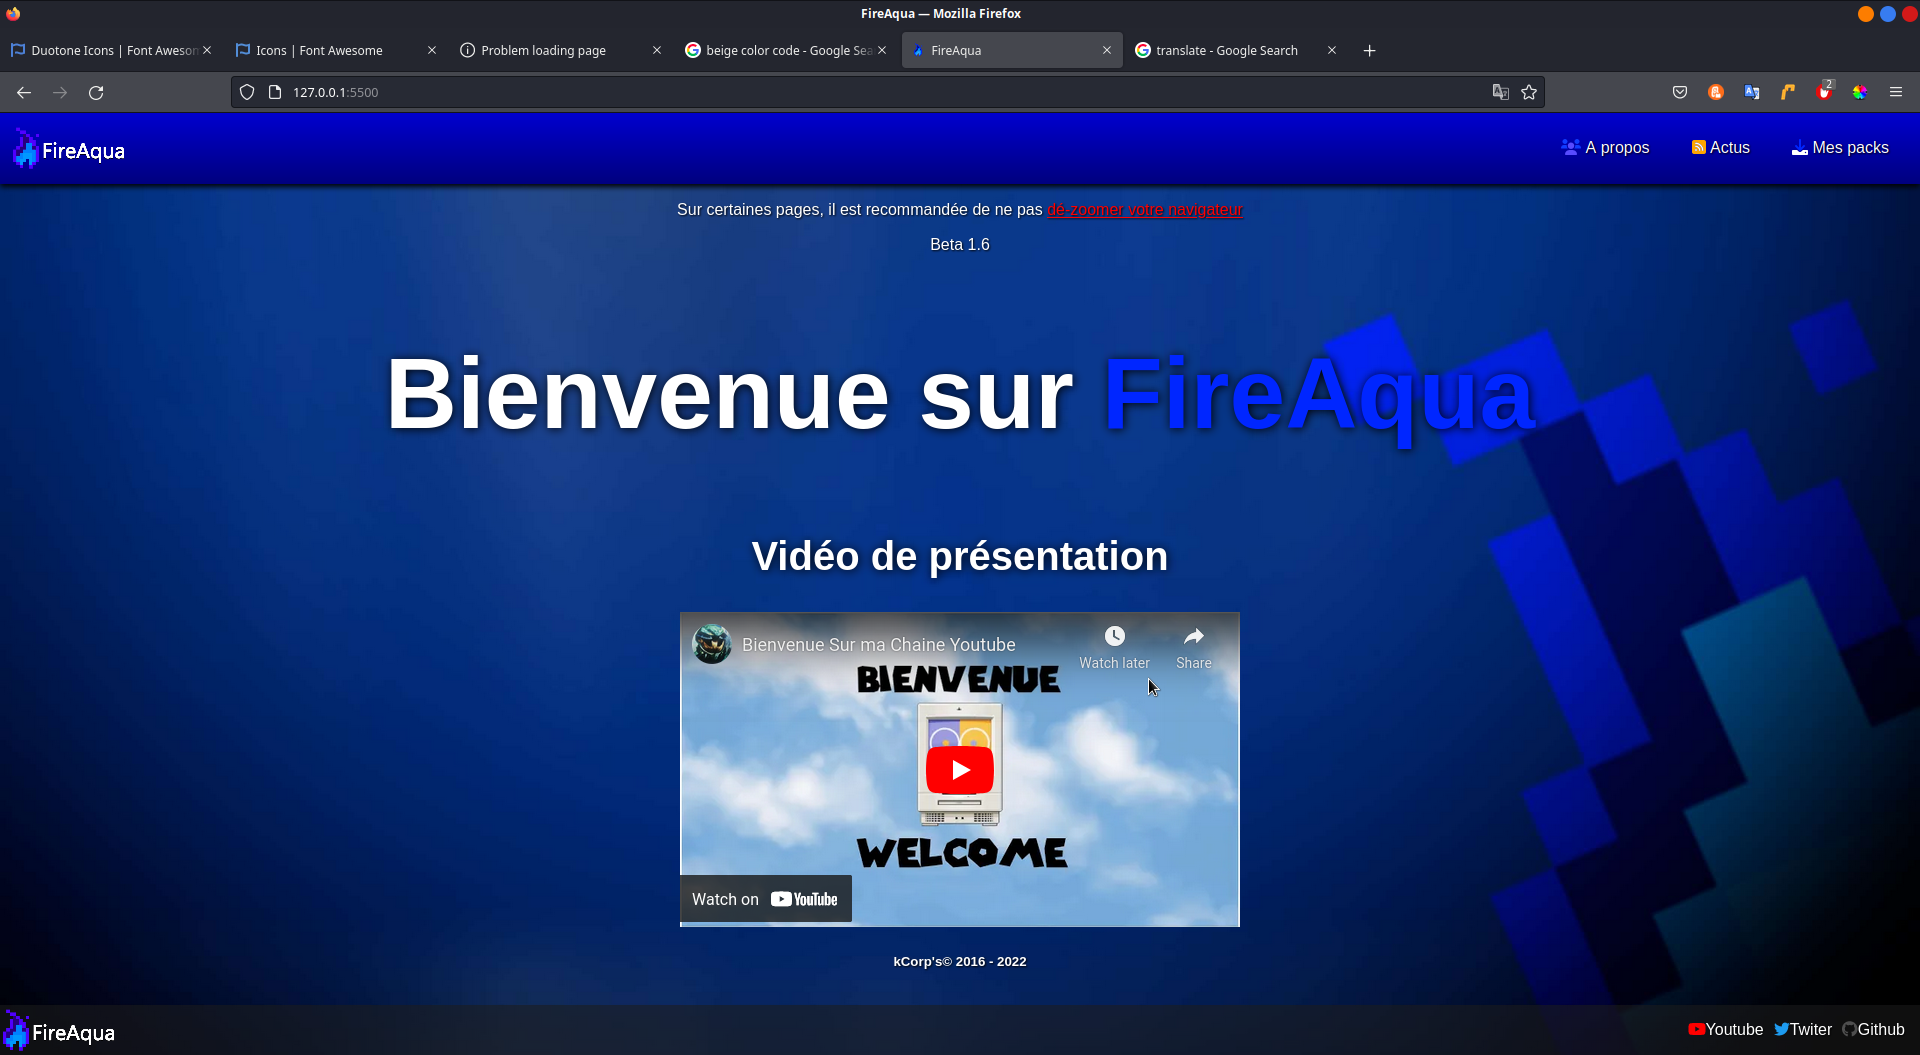 FireAqua — Mozilla Firefox
Duotone Icons | Font Aweson
Icons | Font Awesome
Problem loading page
beige color code - Google Sea
FireAqua
translate - Google Search
127.0.0.1:5500
2
FireAqua
A propos
Actus
Mes packs
Sur certaines pages, il est recommandée de ne pas dé-zoomer votre navigateur
Beta 1.6
Bienvenue sur FireAqua
Vidéo de présentation
Bienvenue Sur ma Chaine Youtube
Watch later
Share
BIENVENUE
WELCOME
Watch on YouTube
kCorp's© 2016 - 2022
FireAqua
Youtube
Twiter
Github